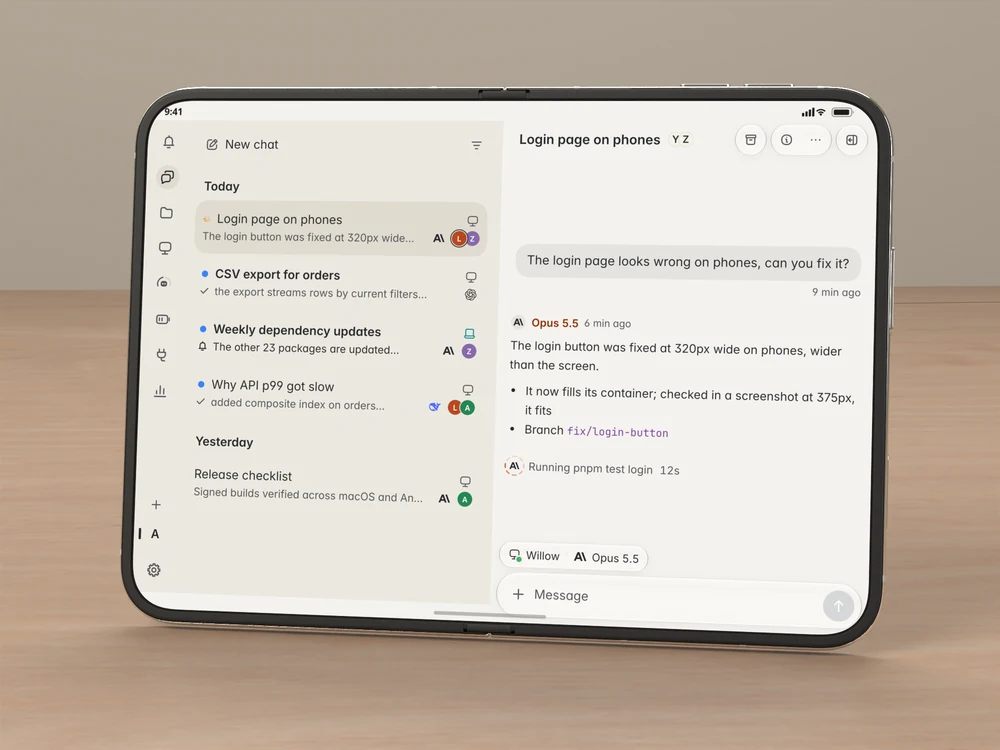 9:41
New chat
Today
Login page on phones
The login button was fixed at 320px wide...
L Z
CSV export for orders
the export streams rows by current filters...
Weekly dependency updates
The other 23 packages are updated...
Z
Why API p99 got slow
added composite index on orders...
L A
Yesterday
Release checklist
Signed builds verified across macOS and An...
A
A
Login page on phones
Y Z
The login page looks wrong on phones, can you fix it?
9 min ago
Opus 5.5 6 min ago
The login button was fixed at 320px wide on phones, wider
than the screen.
• It now fills its container; checked in a screenshot at 375px,
it fits
• Branch fix/login-button
Running pnpm test login 12s
Willow
Opus 5.5
Message